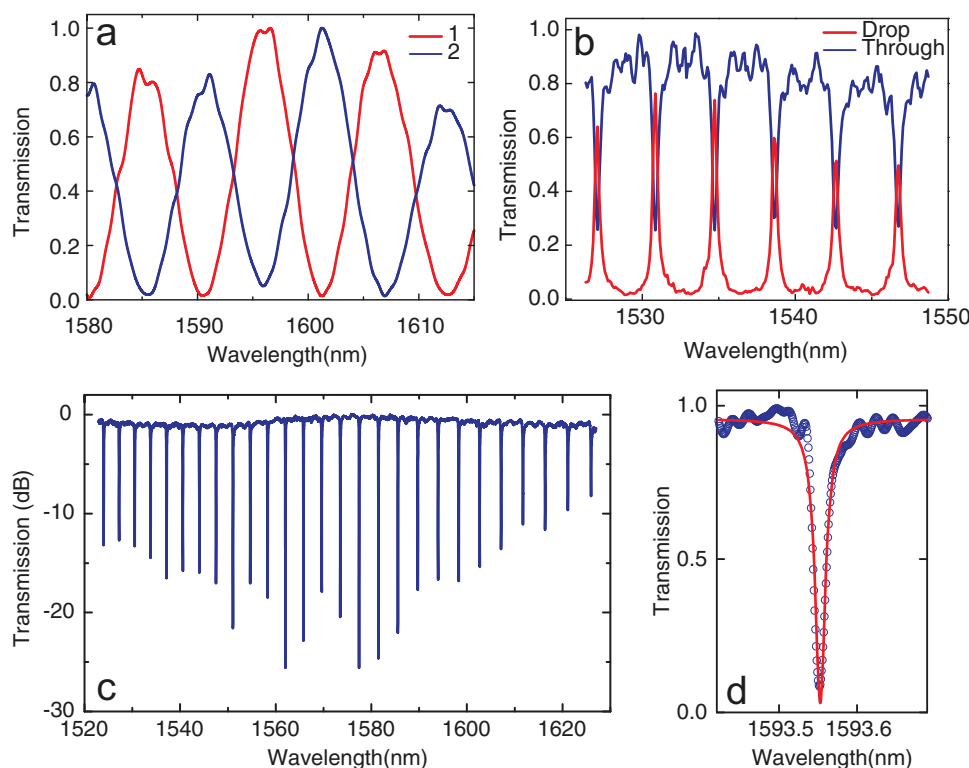 a
1
2
1.0
0.8
0.6
0.4
0.2
0.0
Transmission
1580
1590
1600
1610
Wavelength(nm)
b
Drop
Through
1.0
0.8
0.6
0.4
0.2
0.0
Transmission
1530
1540
1550
Wavelength(nm)
c
0
-10
-20
-30
Transmission (dB)
1520
1540
1560
1580
1600
1620
Wavelength(nm)
d
1.0
0.5
0.0
Transmission
1593.5
1593.6
Wavelength(nm)